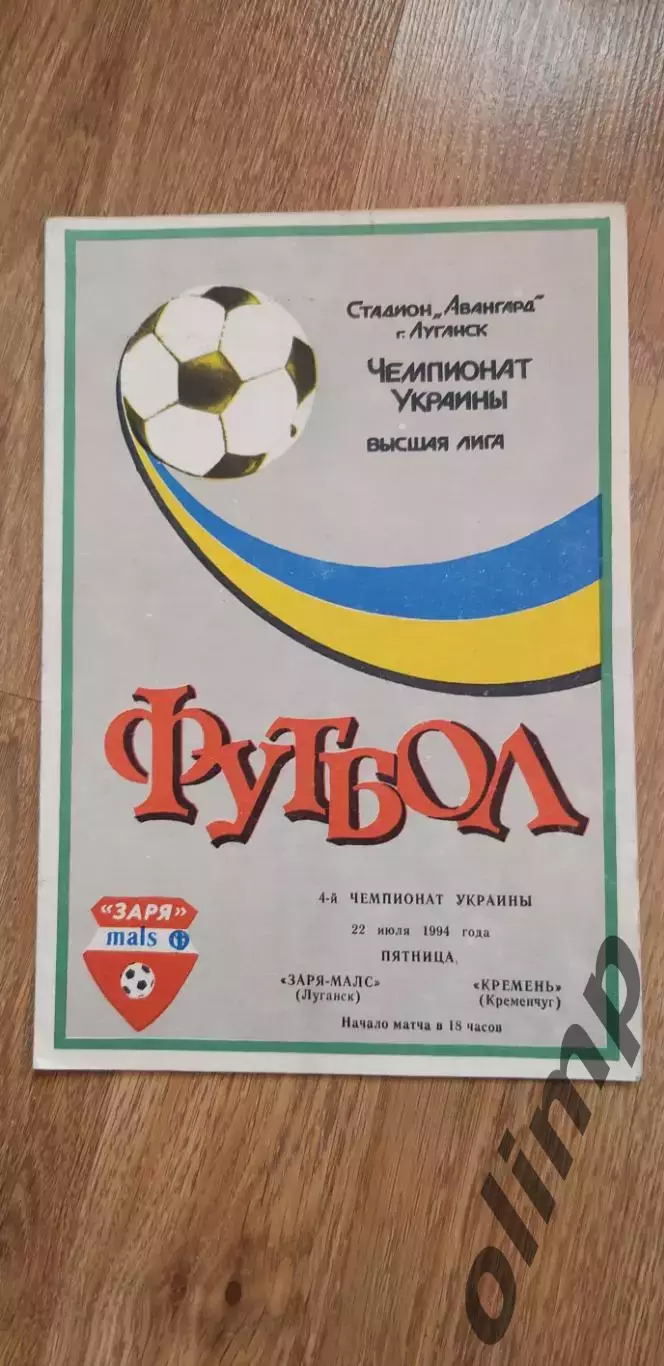 Стадион „Авангард"
г. Луганск
Чемпионат
Украины
высшая лига
Футбол
4-й ЧЕМПИОНАТ УКРАИНЫ
22 июля 1994 года
ПЯТНИЦА
«ЗАРЯ-МАЛС» «КРЕМЕНЬ»
(Луганск) (Кременчуг)
Начало матча в 18 часов
«ЗАРЯ»
mals
olimp